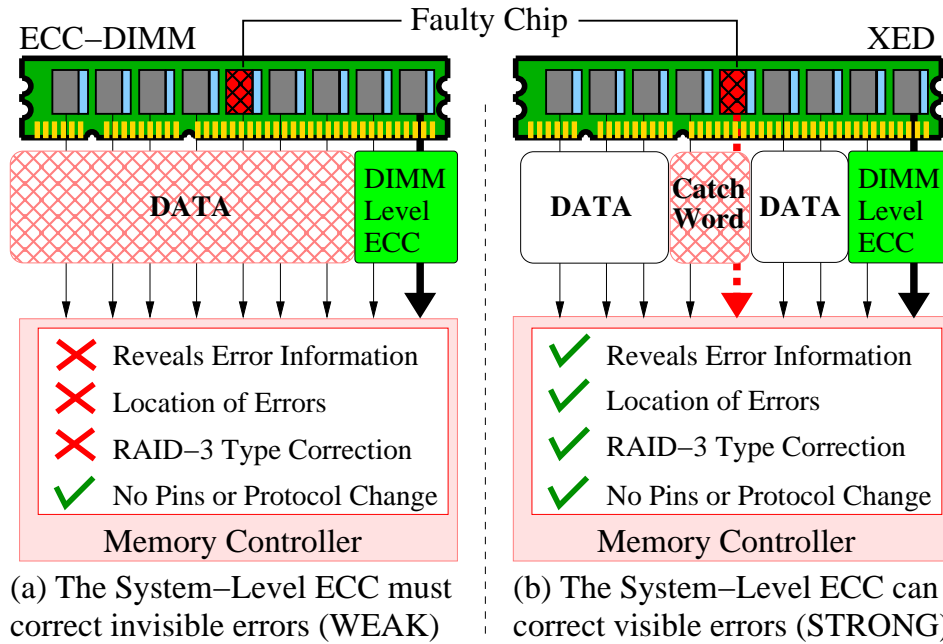 Faulty Chip
ECC−DIMM
DATA
DIMM
Level
ECC
Reveals Error Information
Location of Errors
RAID−3 Type Correction
No Pins or Protocol Change
Memory Controller
(a) The System−Level ECC must
correct invisible errors (WEAK)
XED
DATA
Catch
Word
DATA
DIMM
Level
ECC
Reveals Error Information
Location of Errors
RAID−3 Type Correction
No Pins or Protocol Change
Memory Controller
(b) The System−Level ECC can
correct visible errors (STRONG)